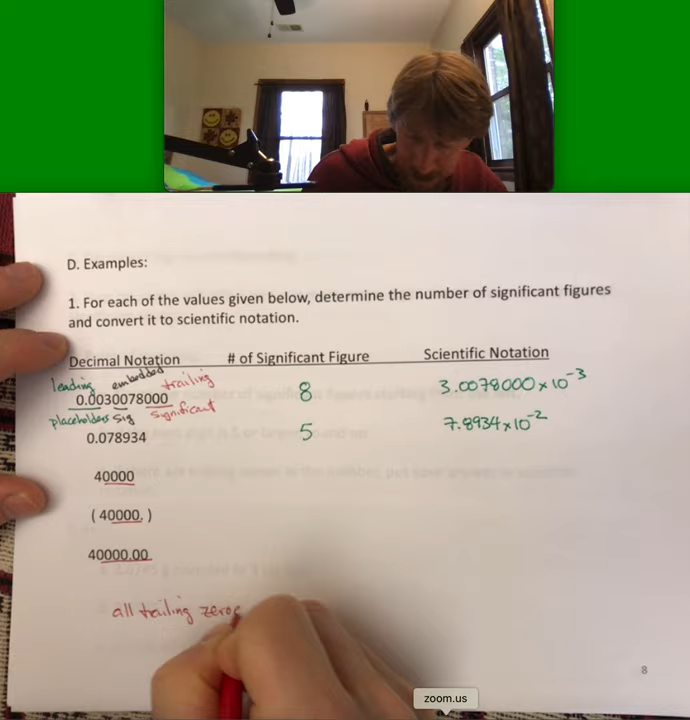 D. Examples:
1. For each of the values given below, determine the number of significant figures
and convert it to scientific notation.
Decimal Notation # of Significant Figure Scientific Notation
leading embedded trailing
0.0030078000 8 3.0078000 × 10⁻³
placeholders sig significant
0.078934 5 7.8934 × 10⁻²
40000
( 40000. )
40000.00
all trailing zeros
8
zoom.us